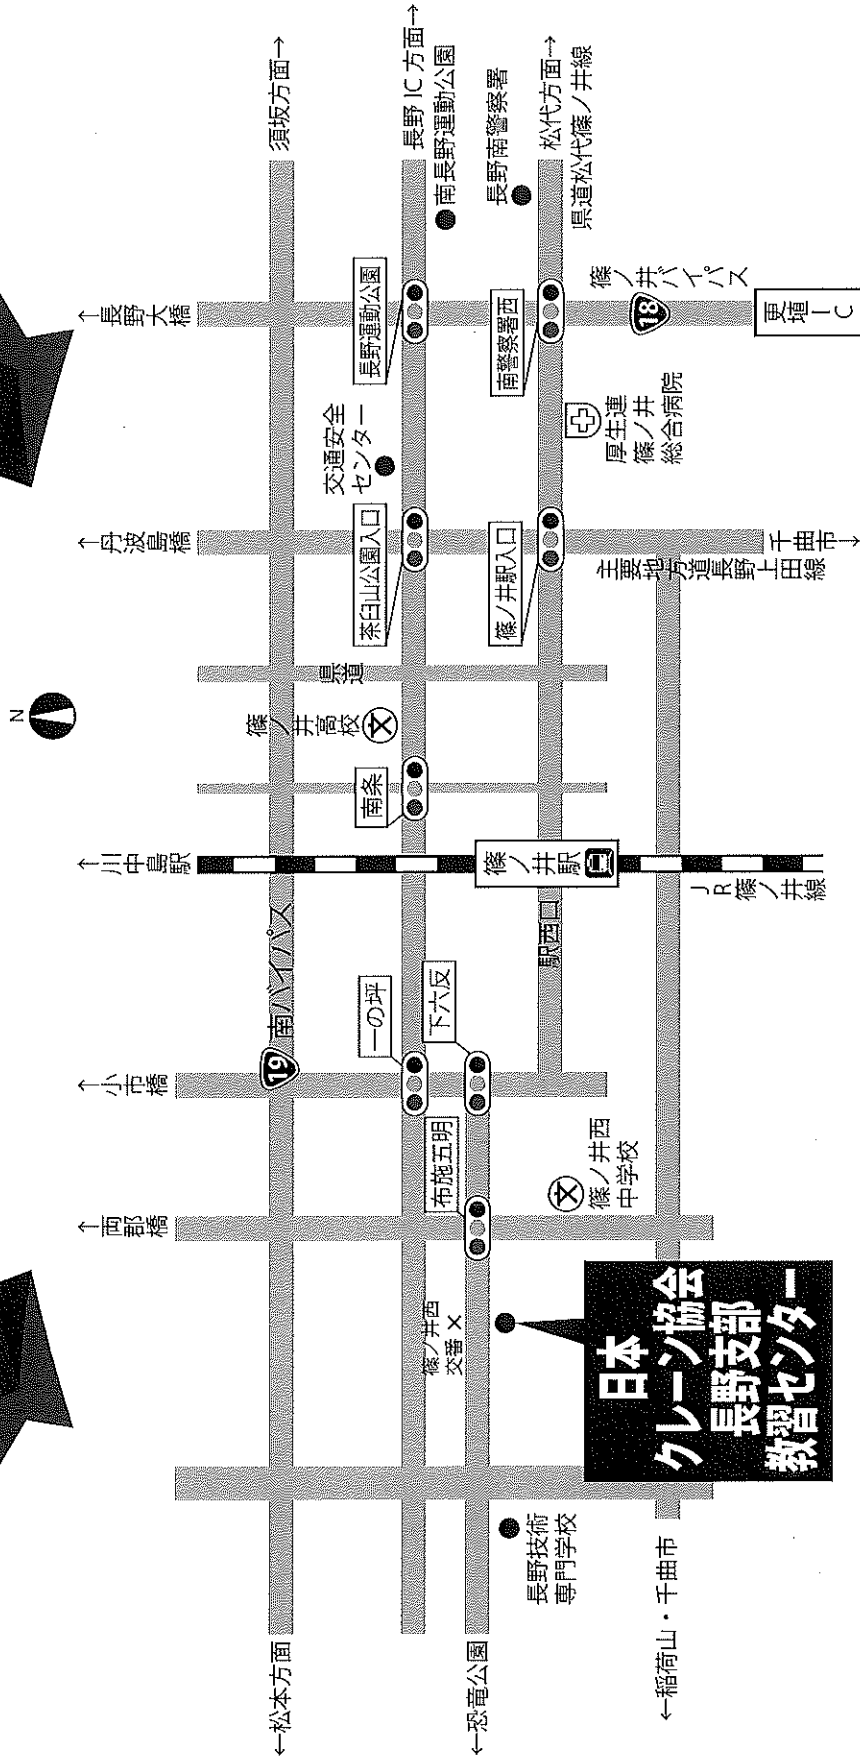 N
↑長野大橋
↑丹波島橋
↑川中島駅
↑小市橋
↑両郡橋
←松本方面
19
南バイパス
須坂方面→
県道
篠ノ井高校
文
交通安全
センター
一の坪
南条
茶臼山公園入口
長野運動公園
長野IC方面→
南長野運動公園
布施五明
下六反
篠ノ井西
交番
←恐竜公園
長野南警察署
篠ノ井駅
駅西口
篠ノ井駅入口
南警察署西
松代方面→
県道松代篠ノ井線
長野技術
専門学校
文
篠ノ井西
中学校
厚生連
篠ノ井
総合病院
篠ノ井バイパス
18
日本
クレーン協会
長野支部
教習センター
←稲荷山・千曲市
JR篠ノ井線
主要地方道長野上田線
千曲市↓
更埴IC